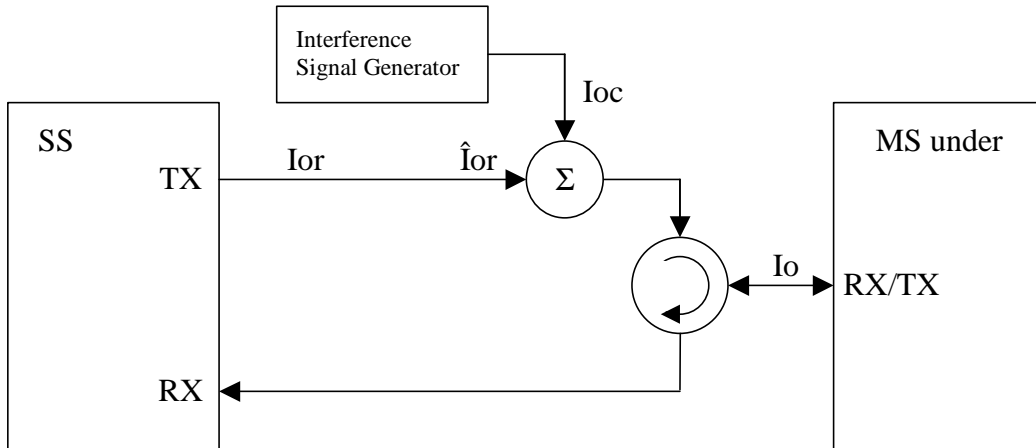 Interference
Signal Generator
Ioc
SS
MS under
TX
Ior
Îor
Σ
Io
RX/TX
RX